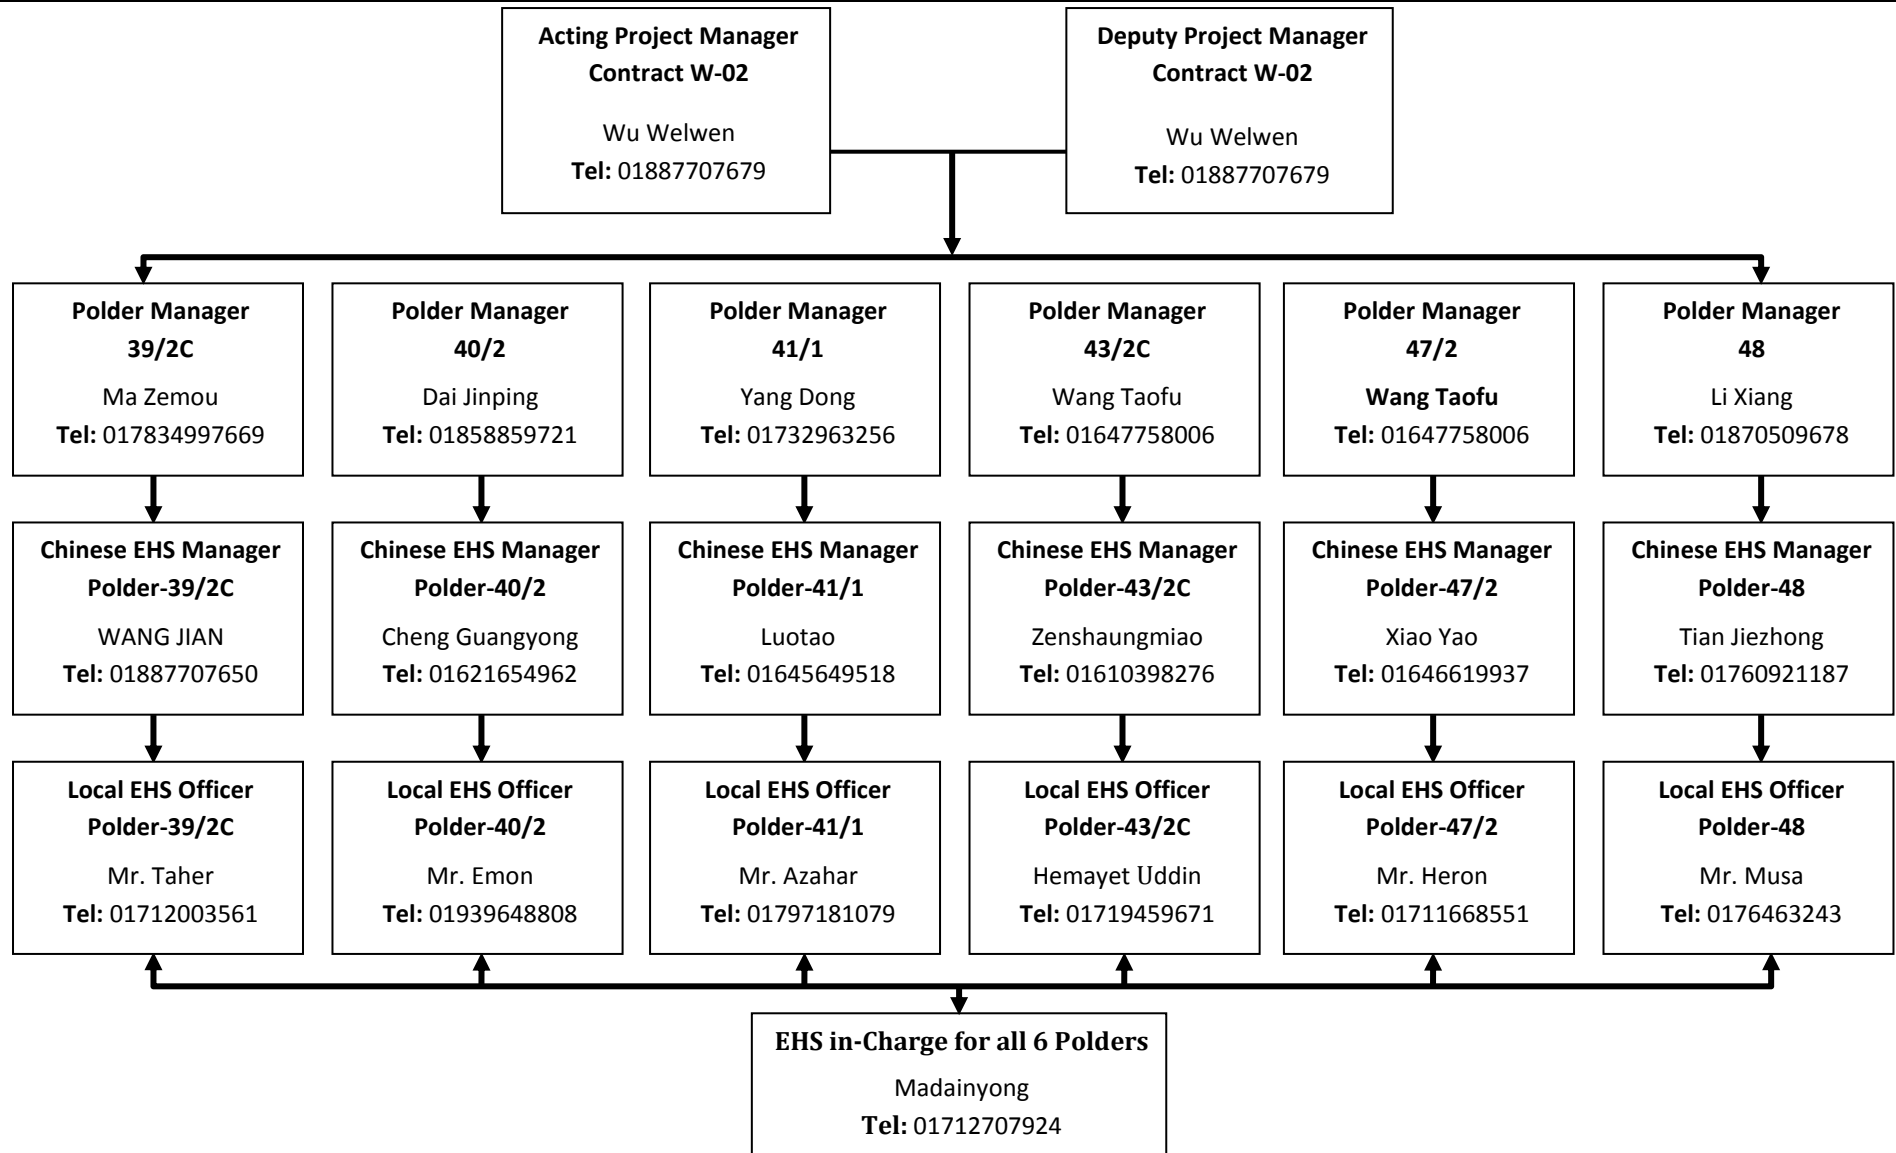 Acting Project Manager
Contract W-02
Wu Welwen
Tel: 01887707679
Deputy Project Manager
Contract W-02
Wu Welwen
Tel: 01887707679
Polder Manager
39/2C
Ma Zemou
Tel: 017834997669
Polder Manager
40/2
Dai Jinping
Tel: 01858859721
Polder Manager
41/1
Yang Dong
Tel: 01732963256
Polder Manager
43/2C
Wang Taofu
Tel: 01647758006
Polder Manager
47/2
Wang Taofu
Tel: 01647758006
Polder Manager
48
Li Xiang
Tel: 01870509678
Chinese EHS Manager
Polder-39/2C
WANG JIAN
Tel: 01887707650
Chinese EHS Manager
Polder-40/2
Cheng Guangyong
Tel: 01621654962
Chinese EHS Manager
Polder-41/1
Luotao
Tel: 01645649518
Chinese EHS Manager
Polder-43/2C
Zenshaungmiao
Tel: 01610398276
Chinese EHS Manager
Polder-47/2
Xiao Yao
Tel: 01646619937
Chinese EHS Manager
Polder-48
Tian Jiezhong
Tel: 01760921187
Local EHS Officer
Polder-39/2C
Mr. Taher
Tel: 01712003561
Local EHS Officer
Polder-40/2
Mr. Emon
Tel: 01939648808
Local EHS Officer
Polder-41/1
Mr. Azahar
Tel: 01797181079
Local EHS Officer
Polder-43/2C
Hemayet Uddin
Tel: 01719459671
Local EHS Officer
Polder-47/2
Mr. Heron
Tel: 01711668551
Local EHS Officer
Polder-48
Mr. Musa
Tel: 0176463243
EHS in-Charge for all 6 Polders
Madainyong
Tel: 01712707924